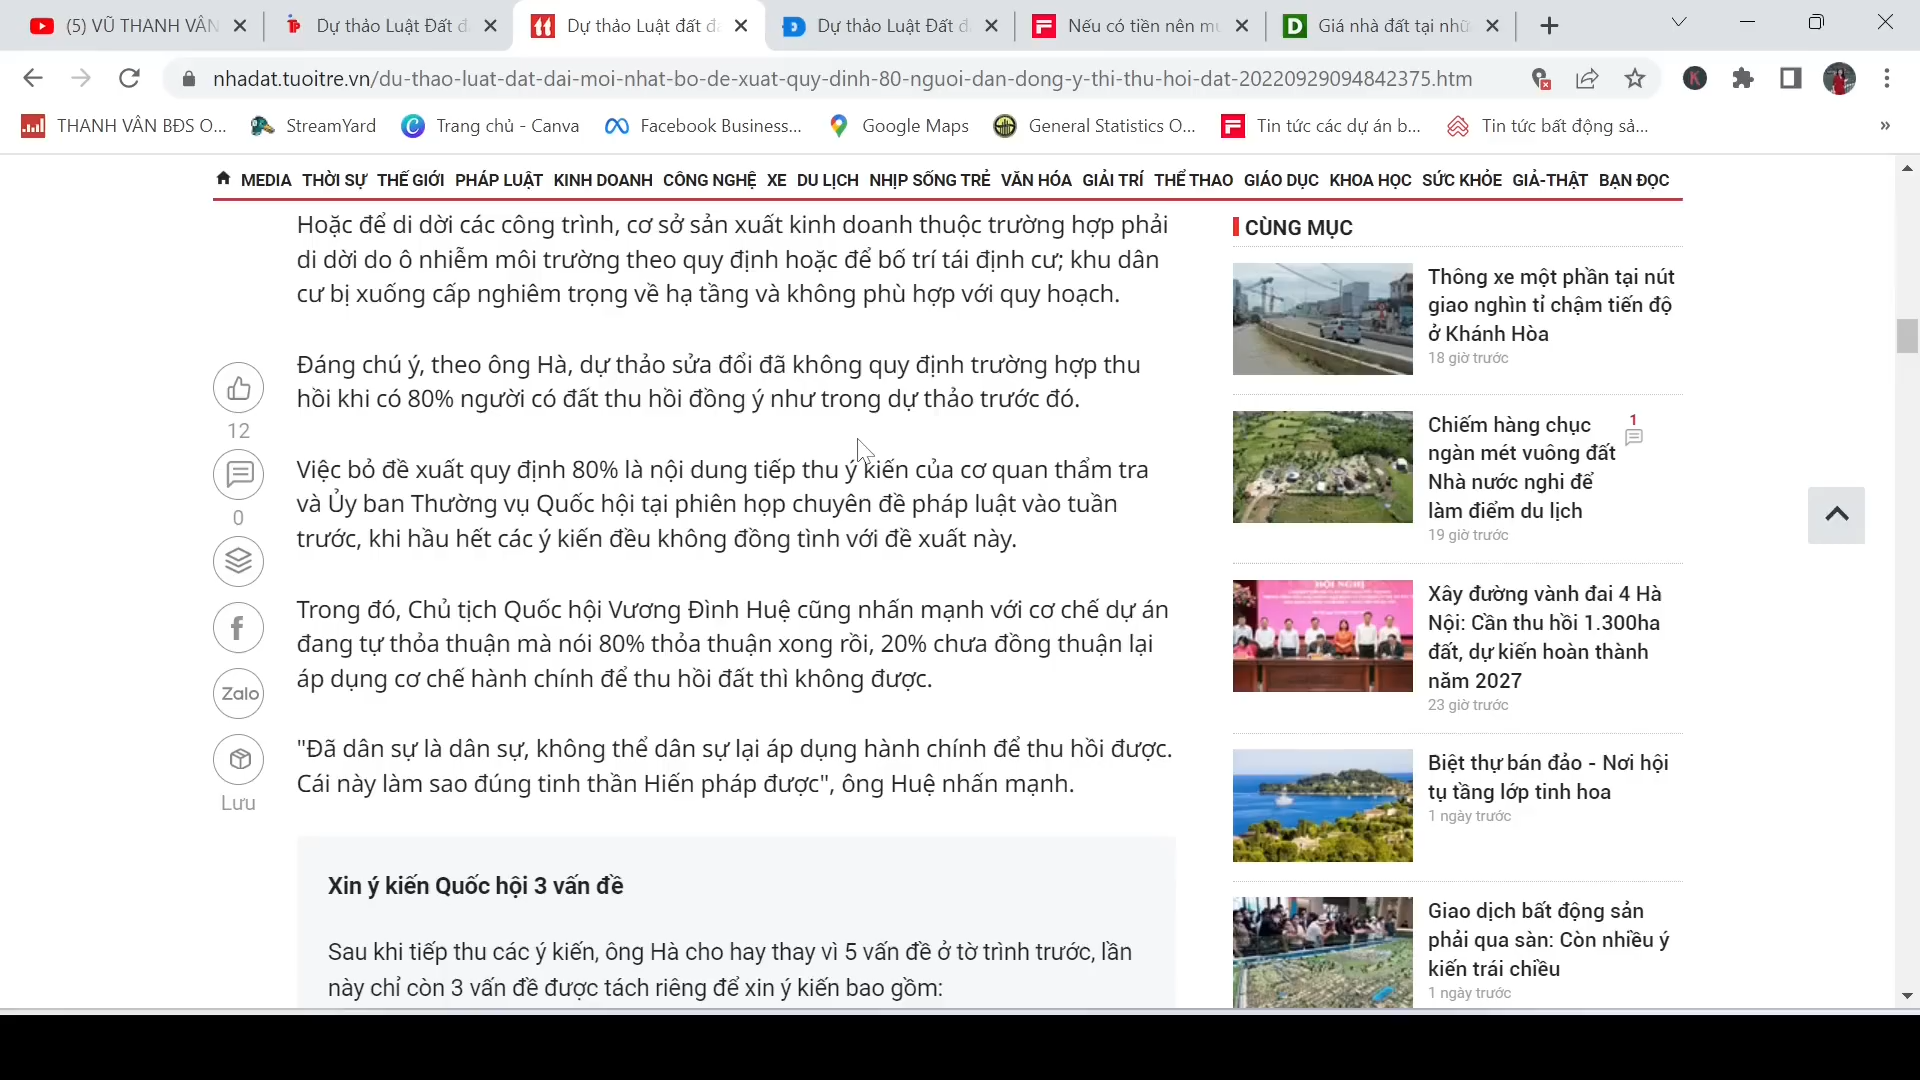 (5) VŨ THANH VÂN
Dự thảo Luật Đất đ
Dự thảo Luật đất đa
Dự thảo Luật Đất đ
Nếu có tiền nên mu
Giá nhà đất tại nhữ
nhadat.tuoitre.vn/du-thao-luat-dat-dai-moi-nhat-bo-de-xuat-quy-dinh-80-nguoi-dan-dong-y-thi-thu-hoi-dat-20220929094842375.htm
K
THANH VÂN BĐS O...
StreamYard
Trang chủ - Canva
Facebook Business...
Google Maps
General Statistics O...
Tin tức các dự án b...
Tin tức bất động sả...
»
MEDIA THỜI SỰ THẾ GIỚI PHÁP LUẬT KINH DOANH CÔNG NGHỆ XE DU LỊCH NHỊP SỐNG TRẺ VĂN HÓA GIẢI TRÍ THỂ THAO GIÁO DỤC KHOA HỌC SỨC KHỎE GIẢ-THẬT BẠN ĐỌC
Hoặc để di dời các công trình, cơ sở sản xuất kinh doanh thuộc trường hợp phải
di dời do ô nhiễm môi trường theo quy định hoặc để bố trí tái định cư; khu dân
cư bị xuống cấp nghiêm trọng về hạ tầng và không phù hợp với quy hoạch.
Đáng chú ý, theo ông Hà, dự thảo sửa đổi đã không quy định trường hợp thu
hồi khi có 80% người có đất thu hồi đồng ý như trong dự thảo trước đó.
Việc bỏ đề xuất quy định 80% là nội dung tiếp thu ý kiến của cơ quan thẩm tra
và Ủy ban Thường vụ Quốc hội tại phiên họp chuyên đề pháp luật vào tuần
trước, khi hầu hết các ý kiến đều không đồng tình với đề xuất này.
Trong đó, Chủ tịch Quốc hội Vương Đình Huệ cũng nhấn mạnh với cơ chế dự án
đang tự thỏa thuận mà nói 80% thỏa thuận xong rồi, 20% chưa đồng thuận lại
áp dụng cơ chế hành chính để thu hồi đất thì không được.
"Đã dân sự là dân sự, không thể dân sự lại áp dụng hành chính để thu hồi được.
Cái này làm sao đúng tinh thần Hiến pháp được", ông Huệ nhấn mạnh.
Xin ý kiến Quốc hội 3 vấn đề
Sau khi tiếp thu các ý kiến, ông Hà cho hay thay vì 5 vấn đề ở tờ trình trước, lần
này chỉ còn 3 vấn đề được tách riêng để xin ý kiến bao gồm:
12
0
Zalo
Lưu
CÙNG MỤC
Thông xe một phần tại nút
giao nghìn tỉ chậm tiến độ
ở Khánh Hòa
18 giờ trước
Chiếm hàng chục
ngàn mét vuông đất
Nhà nước nghi để
làm điểm du lịch
1
19 giờ trước
HỘI NGHỊ
Xây đường vành đai 4 Hà
Nội: Cần thu hồi 1.300ha
đất, dự kiến hoàn thành
năm 2027
23 giờ trước
Biệt thự bán đảo - Nơi hội
tụ tầng lớp tinh hoa
1 ngày trước
Giao dịch bất động sản
phải qua sàn: Còn nhiều ý
kiến trái chiều
1 ngày trước